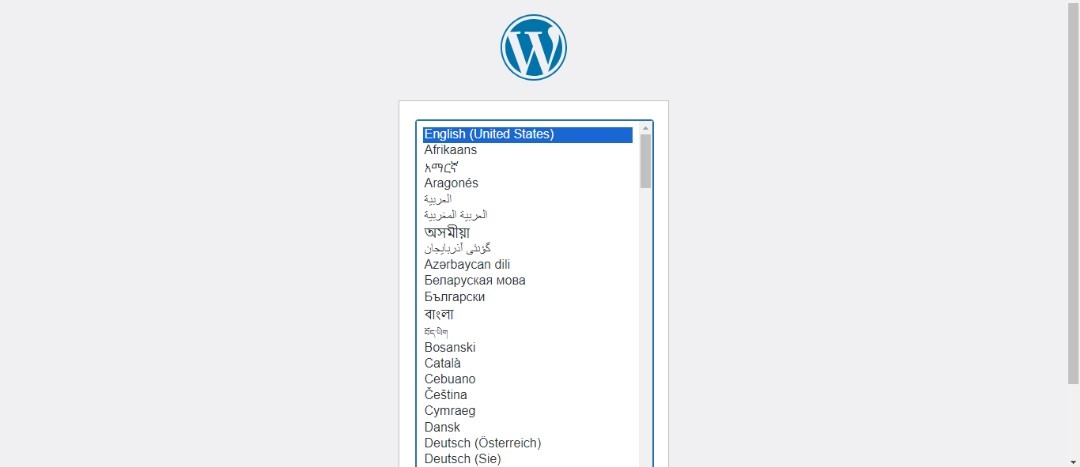 English (United States)
Afrikaans
አማርኛ
Aragonés
العربية
العربية المغربية
অসমীয়া
گؤنئی آذربایجان
Azərbaycan dili
Беларуская мова
Български
বাংলা
བོད་ཡིག
Bosanski
Català
Cebuano
Čeština
Cymraeg
Dansk
Deutsch (Österreich)
Deutsch (Sie)